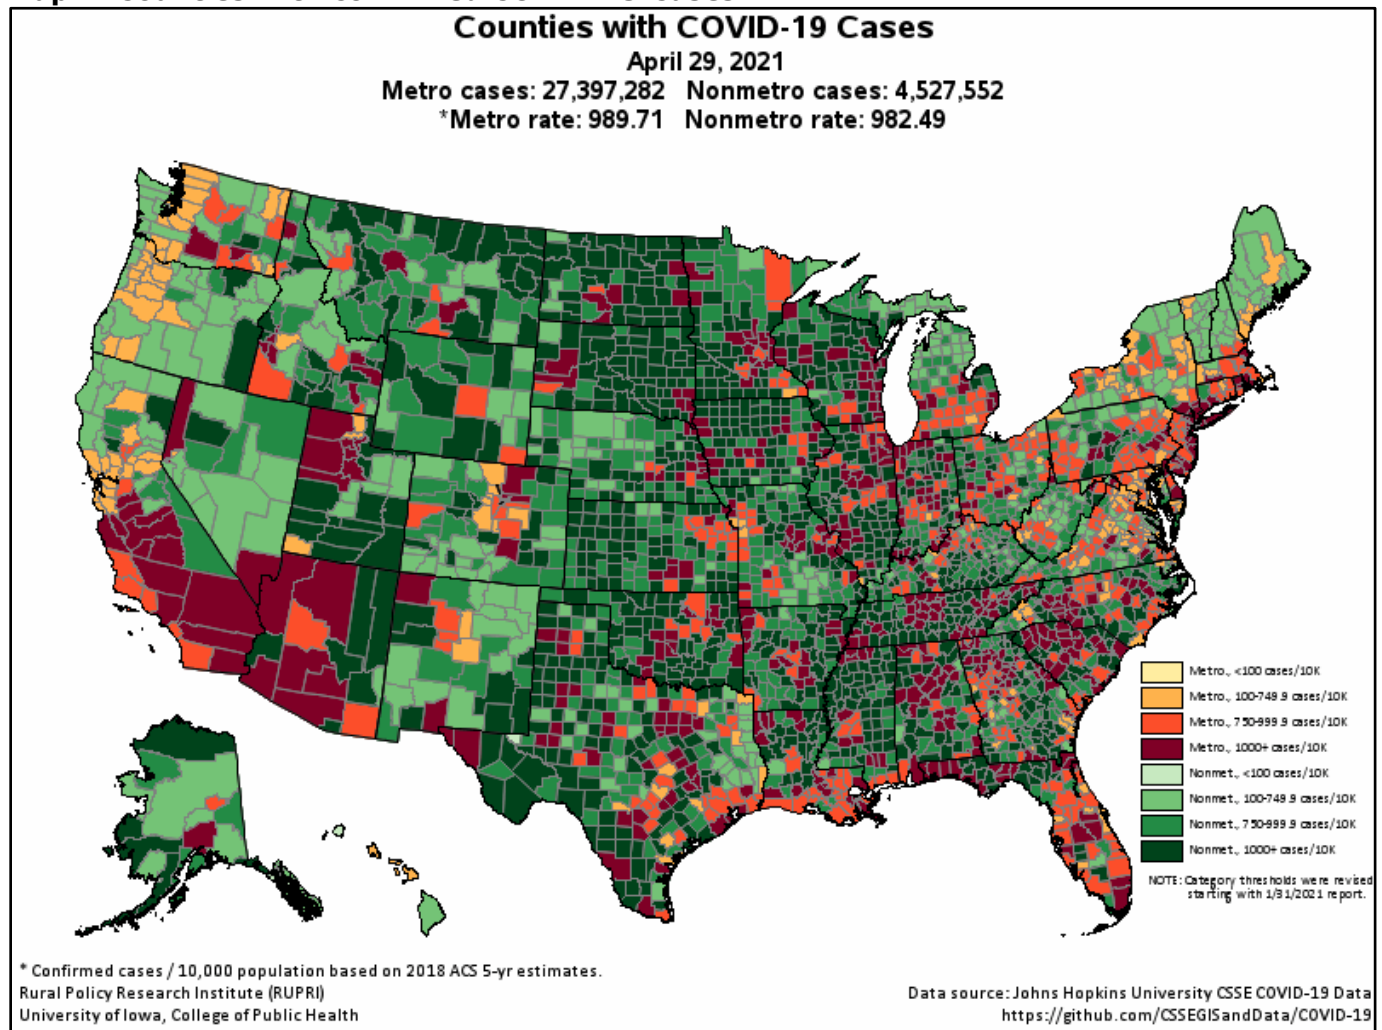 Counties with COVID-19 Cases
April 29, 2021
Metro cases: 27,397,282 Nonmetro cases: 4,527,552
*Metro rate: 989.71 Nonmetro rate: 982.49
Metro., <100 cases/10K
Metro., 100-749.9 cases/10K
Metro., 750-999.9 cases/10K
Metro., 1000+ cases/10K
Nonmet., <100 cases/10K
Nonmet., 100-749.9 cases/10K
Nonmet., 750-999.9 cases/10K
Nonmet., 1000+ cases/10K
NOTE: Category thresholds were revised
starting with 1/31/2021 report.
* Confirmed cases / 10,000 population based on 2018 ACS 5-yr estimates.
Rural Policy Research Institute (RUPRI)
University of Iowa, College of Public Health
Data source: Johns Hopkins University CSSE COVID-19 Data
https://github.com/CSSEGISandData/COVID-19